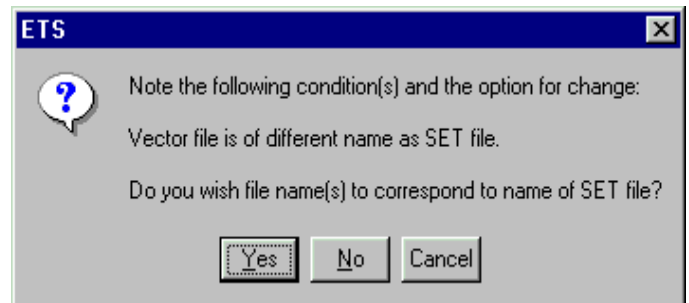 ETS
Note the following condition(s) and the option for change:
Vector file is of different name as SET file.
Do you wish file name(s) to correspond to name of SET file?
Yes No Cancel